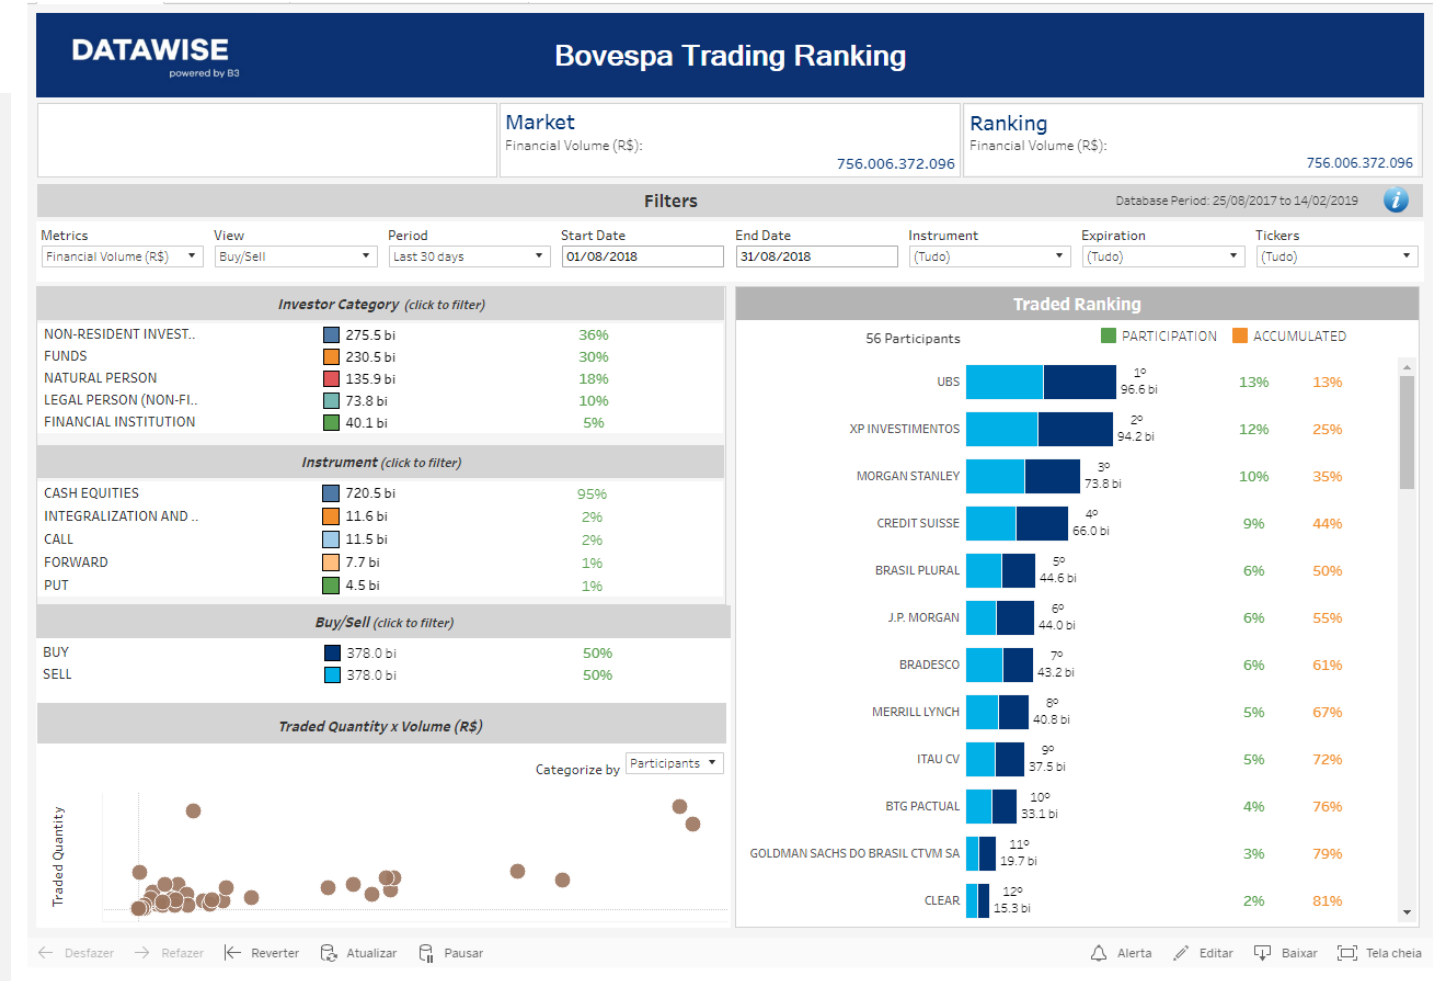 DATAWISE
powered by B3
Bovespa Trading Ranking
Market
Financial Volume (R$):
756.006.372.096
Ranking
Financial Volume (R$):
756.006.372.096
Filters
Database Period: 25/08/2017 to 14/02/2019
i
Metrics View Period Start Date End Date Instrument Expiration Tickers
Financial Volume (R$) Buy/Sell Last 30 days 01/08/2018 31/08/2018 (Tudo) (Tudo) (Tudo)
Investor Category (click to filter)
NON-RESIDENT INVEST.. 275.5 bi 36%
FUNDS 230.5 bi 30%
NATURAL PERSON 135.9 bi 18%
LEGAL PERSON (NON-FI.. 73.8 bi 10%
FINANCIAL INSTITUTION 40.1 bi 5%
Instrument (click to filter)
CASH EQUITIES 720.5 bi 95%
INTEGRALIZATION AND .. 11.6 bi 2%
CALL 11.5 bi 2%
FORWARD 7.7 bi 1%
PUT 4.5 bi 1%
Buy/Sell (click to filter)
BUY 378.0 bi 50%
SELL 378.0 bi 50%
Traded Quantity x Volume (R$)
Categorize by Participants
Traded Quantity
Traded Ranking
56 Participants PARTICIPATION ACCUMULATED
UBS 1º 96.6 bi 13% 13%
XP INVESTIMENTOS 2º 94.2 bi 12% 25%
MORGAN STANLEY 3º 73.8 bi 10% 35%
CREDIT SUISSE 4º 66.0 bi 9% 44%
BRASIL PLURAL 5º 44.6 bi 6% 50%
J.P. MORGAN 6º 44.0 bi 6% 55%
BRADESCO 7º 43.2 bi 6% 61%
MERRILL LYNCH 8º 40.8 bi 5% 67%
ITAU CV 9º 37.5 bi 5% 72%
BTG PACTUAL 10º 33.1 bi 4% 76%
GOLDMAN SACHS DO BRASIL CTVM SA 11º 19.7 bi 3% 79%
CLEAR 12º 15.3 bi 2% 81%
Desfazer Refazer Reverter Atualizar Pausar Alerta Editar Baixar Tela cheia